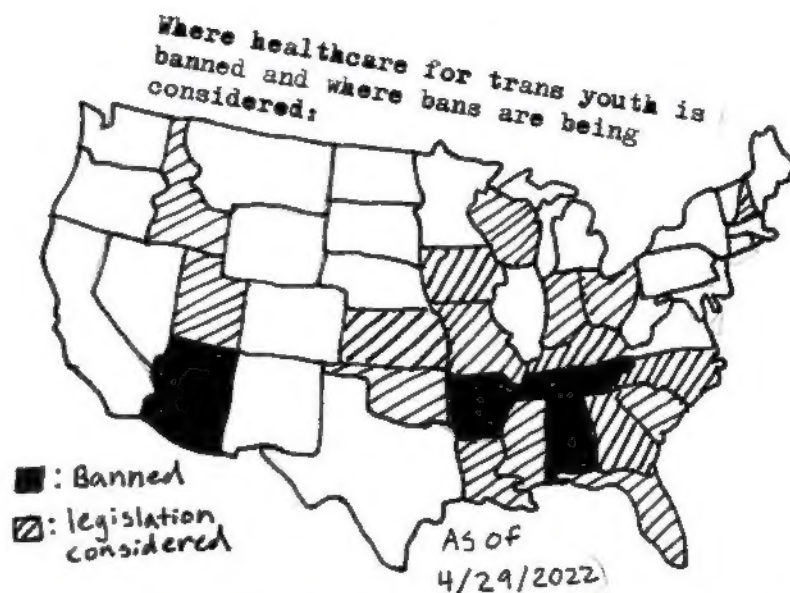 Where healthcare for trans youth is
banned and where bans are being
considered:
: Banned
: legislation
considered
As of
4/29/2022